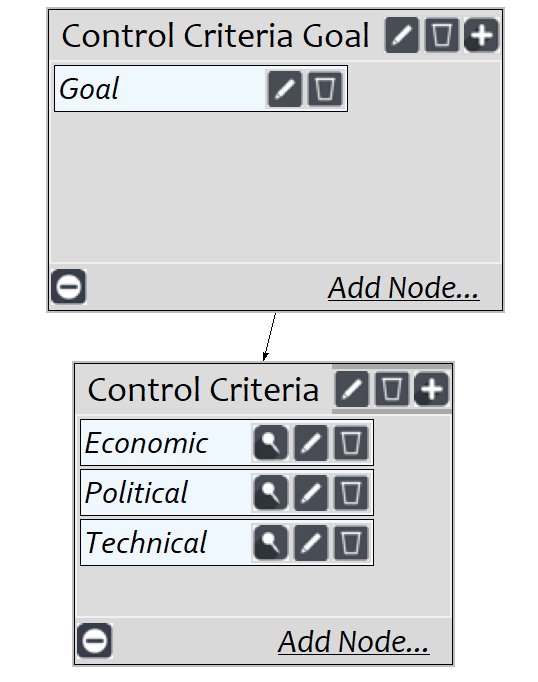 Control Criteria Goal
Goal
Add Node...
Control Criteria
Economic
Political
Technical
Add Node...